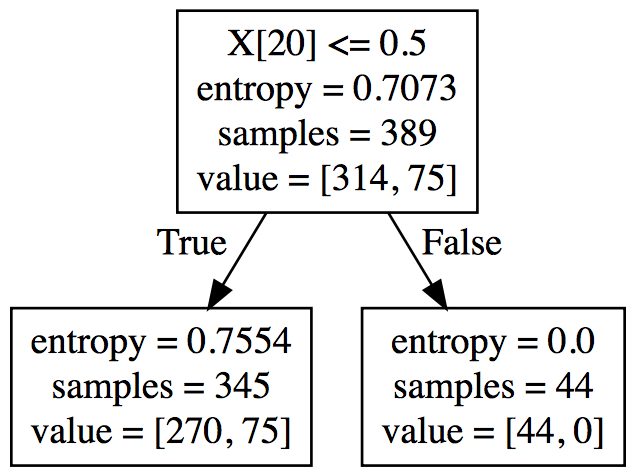 X[20] <= 0.5
entropy = 0.7073
samples = 389
value = [314, 75]
True
False
entropy = 0.7554
samples = 345
value = [270, 75]
entropy = 0.0
samples = 44
value = [44, 0]